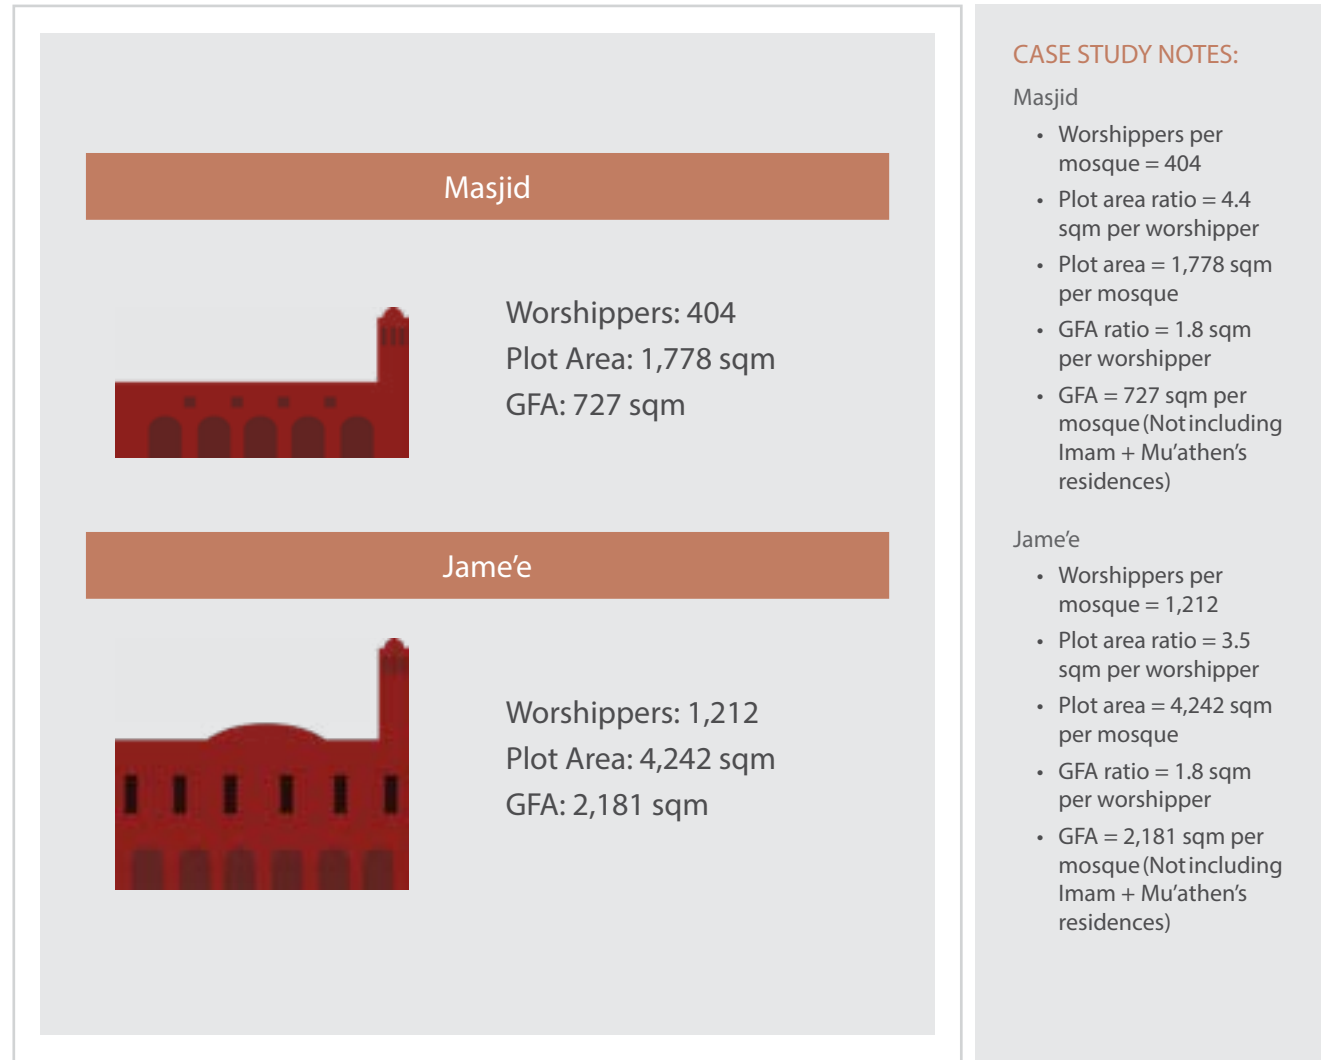 Masjid
Worshippers: 404
Plot Area: 1,778 sqm
GFA: 727 sqm
Jame’e
Worshippers: 1,212
Plot Area: 4,242 sqm
GFA: 2,181 sqm
CASE STUDY NOTES:
Masjid
• Worshippers per
mosque = 404
• Plot area ratio = 4.4
sqm per worshipper
• Plot area = 1,778 sqm
per mosque
• GFA ratio = 1.8 sqm
per worshipper
• GFA = 727 sqm per
mosque (Not including
Imam + Mu’athen’s
residences)
Jame’e
• Worshippers per
mosque = 1,212
• Plot area ratio = 3.5
sqm per worshipper
• Plot area = 4,242 sqm
per mosque
• GFA ratio = 1.8 sqm
per worshipper
• GFA = 2,181 sqm per
mosque (Not including
Imam + Mu’athen’s
residences)